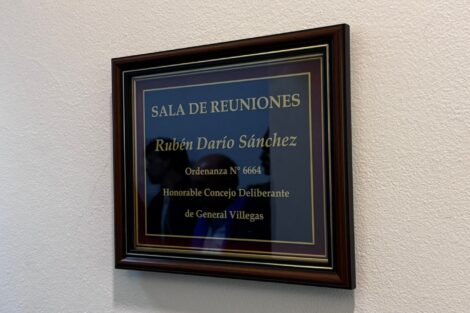 SALA DE REUNIONES
Rubén Darío Sánchez
Ordenanza N° 6664
Honorable Concejo Deliberante
de General Villegas